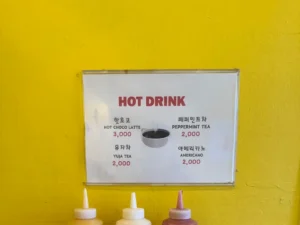 HOT DRINK
핫초코
HOT CHOCO LATTE
3,000
페퍼민트차
PEPPERMINT TEA
2,000
유자차
YUJA TEA
2,000
아메리카노
AMERICANO
2,000